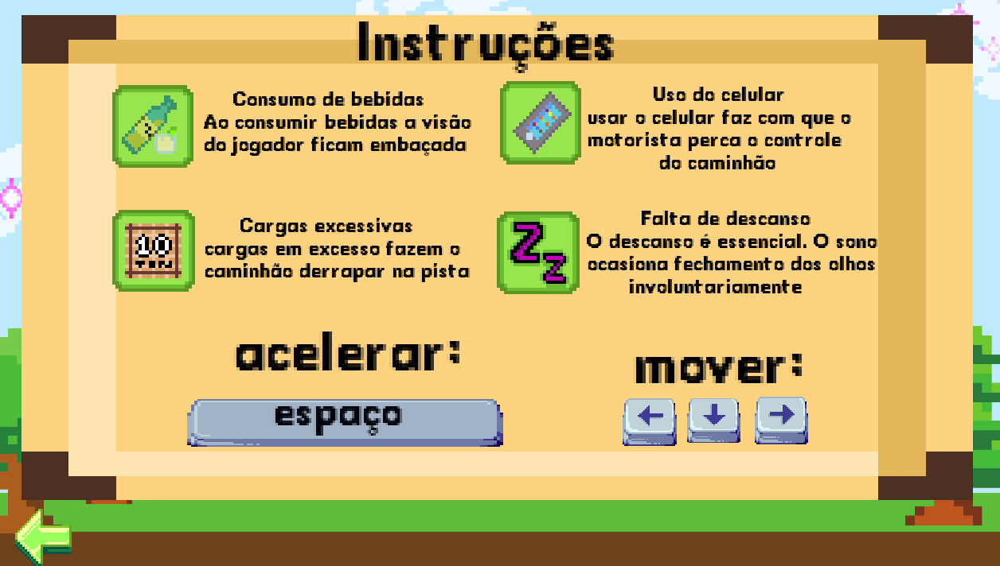 Instruções
Consumo de bebidas
Ao consumir bebidas a visão
do jogador ficam embaçada
Uso do celular
usar o celular faz com que o
motorista perca o controle
do caminhão
Cargas excessivas
cargas em excesso fazem o
caminhão derrapar na pista
10
Falta de descanso
O descanso é essencial. O sono
ocasiona fechamento dos olhos
involuntariamente
Zz
acelerar:
espaço
mover: